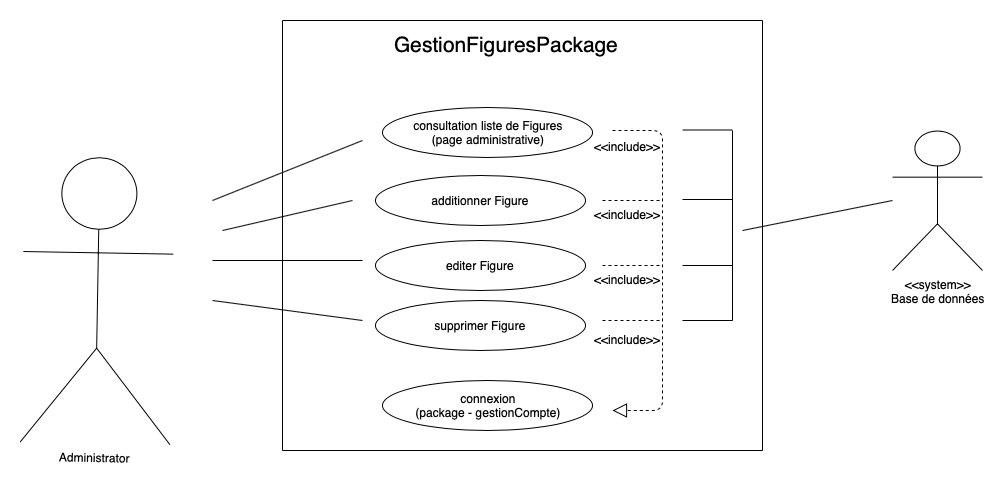 GestionFiguresPackage
consultation liste de Figures
(page administrative)
<<include>>
additionner Figure
<<include>>
editer Figure
<<include>>
supprimer Figure
<<include>>
connexion
(package - gestionCompte)
Administrator
<<system>>
Base de données